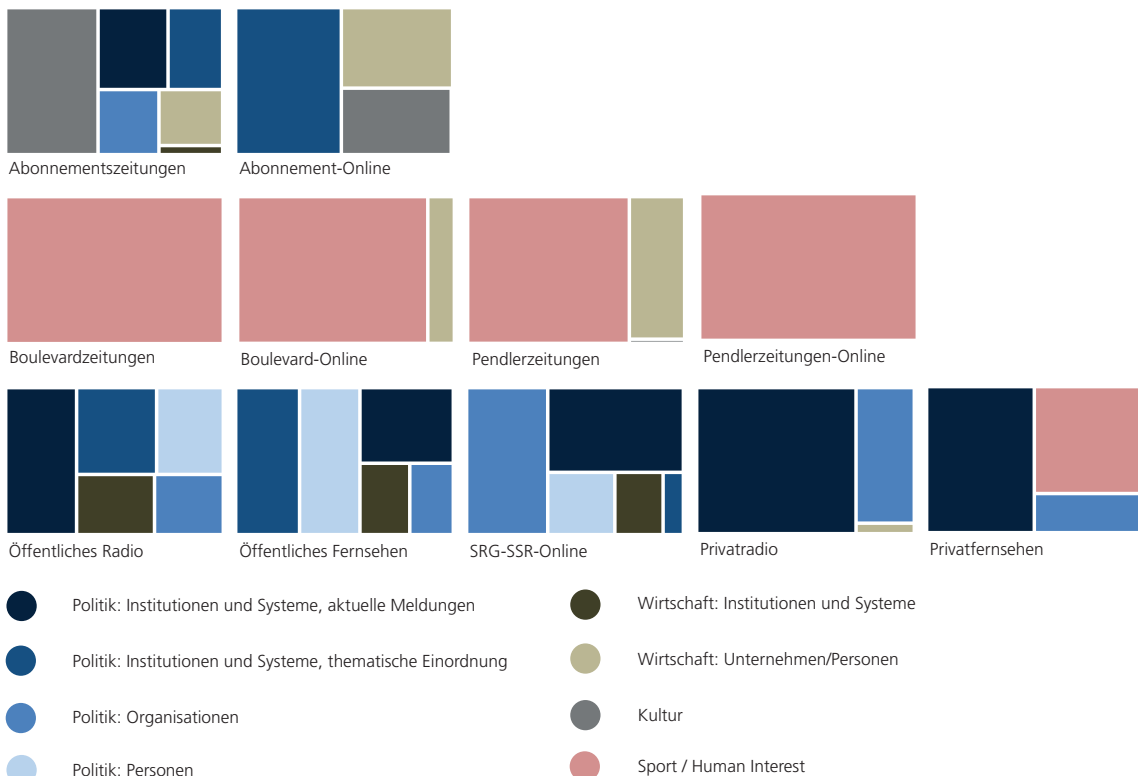 Abonnementszeitungen
Abonnement-Online
Boulevardzeitungen
Boulevard-Online
Pendlerzeitungen
Pendlerzeitungen-Online
Öffentliches Radio
Öffentliches Fernsehen
SRG-SSR-Online
Privatradio
Privatfernsehen
Politik: Institutionen und Systeme, aktuelle Meldungen
Politik: Institutionen und Systeme, thematische Einordnung
Politik: Organisationen
Politik: Personen
Wirtschaft: Institutionen und Systeme
Wirtschaft: Unternehmen/Personen
Kultur
Sport / Human Interest